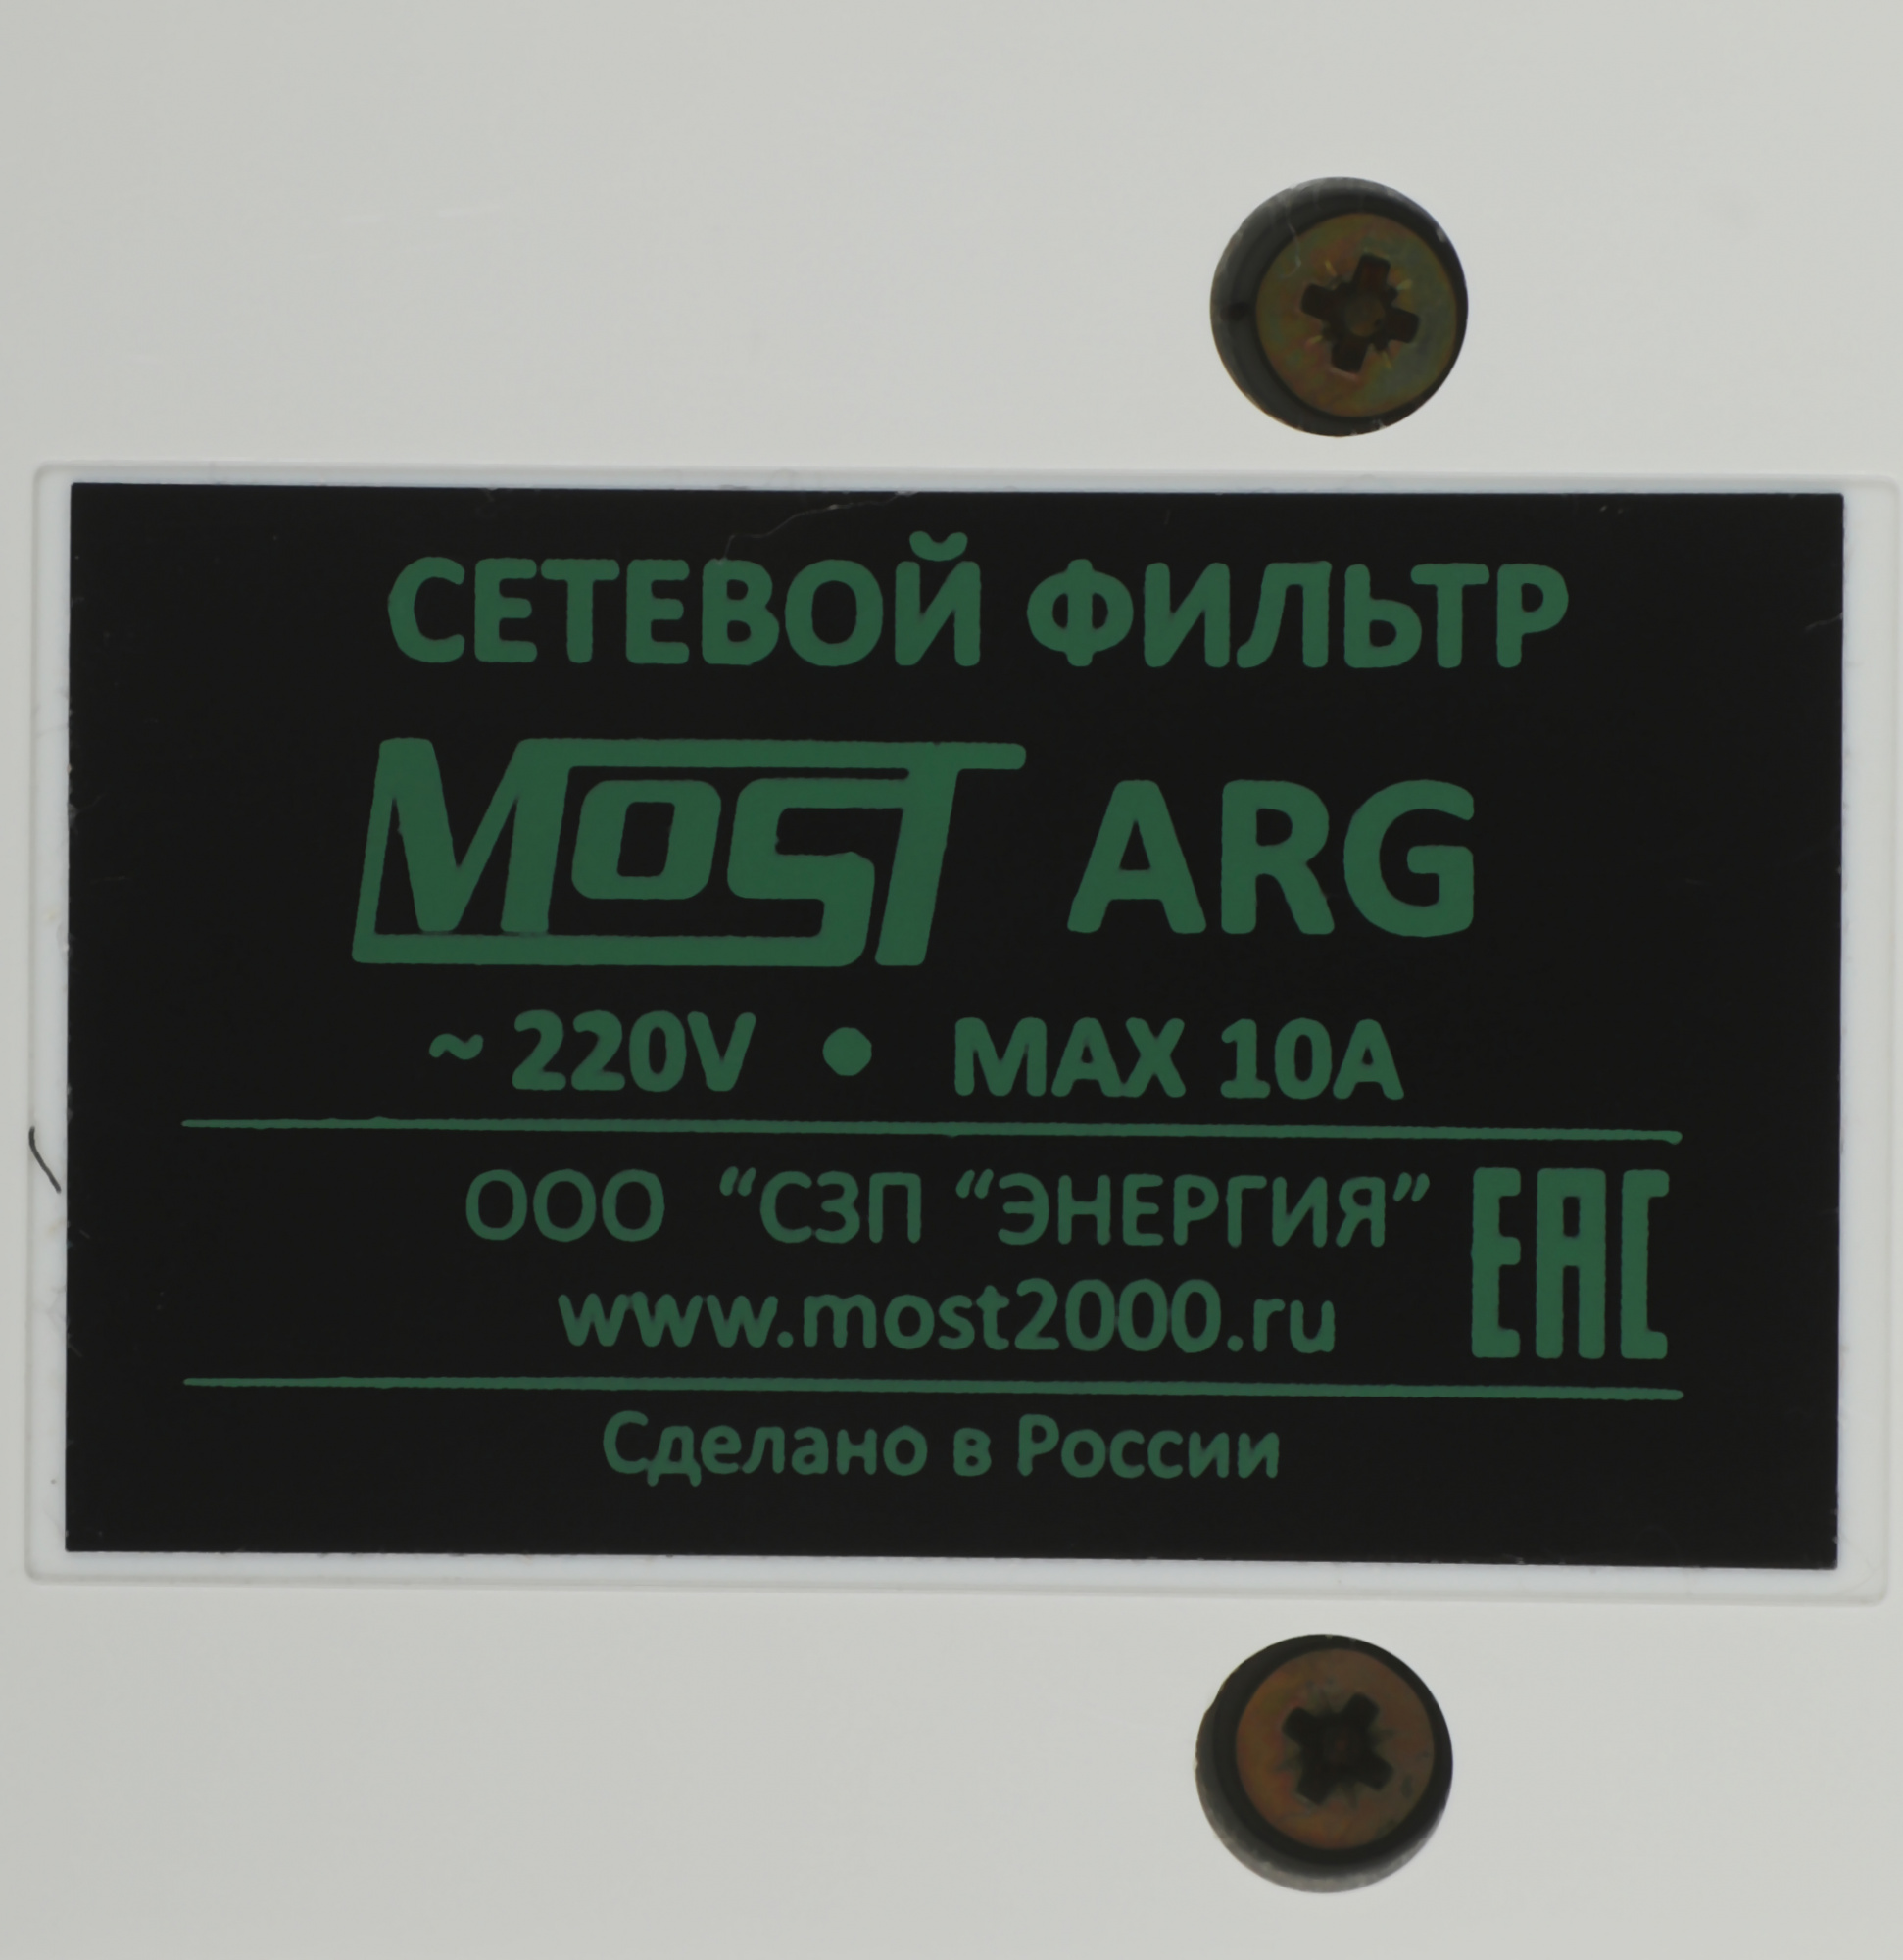 СЕТЕВОЙ ФИЛЬТР
MOST ARG
~ 220V • MAX 10A
ООО “СЗП “ЭНЕРГИЯ”
EAC
www.most2000.ru
Сделано в России